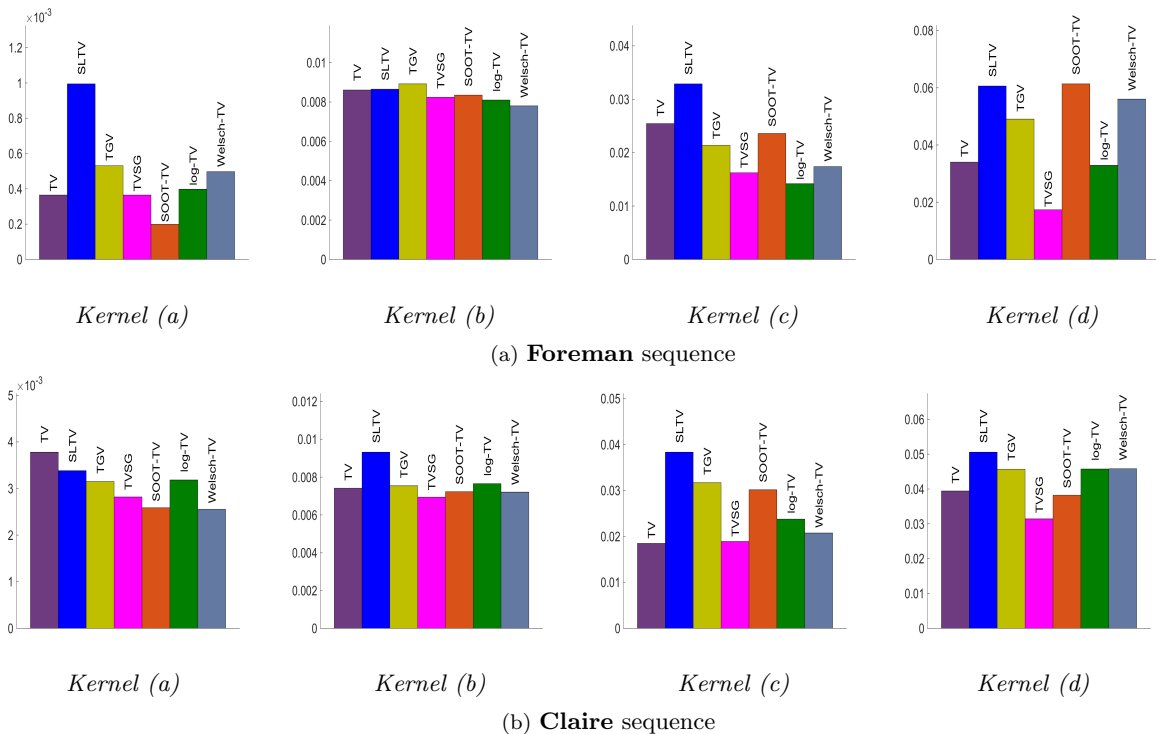 ×10⁻³
1.2
1
0.8
0.6
0.4
0.2
0
TV
SLTV
TGV
TVSG
SOOT-TV
log-TV
Welsch-TV
Kernel (a)
0.01
0.008
0.006
0.004
0.002
0
TV
SLTV
TGV
TVSG
SOOT-TV
log-TV
Welsch-TV
Kernel (b)
0.04
0.03
0.02
0.01
0
TV
SLTV
TGV
TVSG
SOOT-TV
log-TV
Welsch-TV
Kernel (c)
0.08
0.06
0.04
0.02
0
TV
SLTV
TGV
TVSG
SOOT-TV
log-TV
Welsch-TV
Kernel (d)
(a) Foreman sequence
×10⁻³
5
4
3
2
1
0
TV
SLTV
TGV
TVSG
SOOT-TV
log-TV
Welsch-TV
Kernel (a)
0.012
0.01
0.008
0.006
0.004
0.002
0
TV
SLTV
TGV
TVSG
SOOT-TV
log-TV
Welsch-TV
Kernel (b)
0.05
0.04
0.03
0.02
0.01
0
TV
SLTV
TGV
TVSG
SOOT-TV
log-TV
Welsch-TV
Kernel (c)
0.06
0.05
0.04
0.03
0.02
0.01
0
TV
SLTV
TGV
TVSG
SOOT-TV
log-TV
Welsch-TV
Kernel (d)
(b) Claire sequence